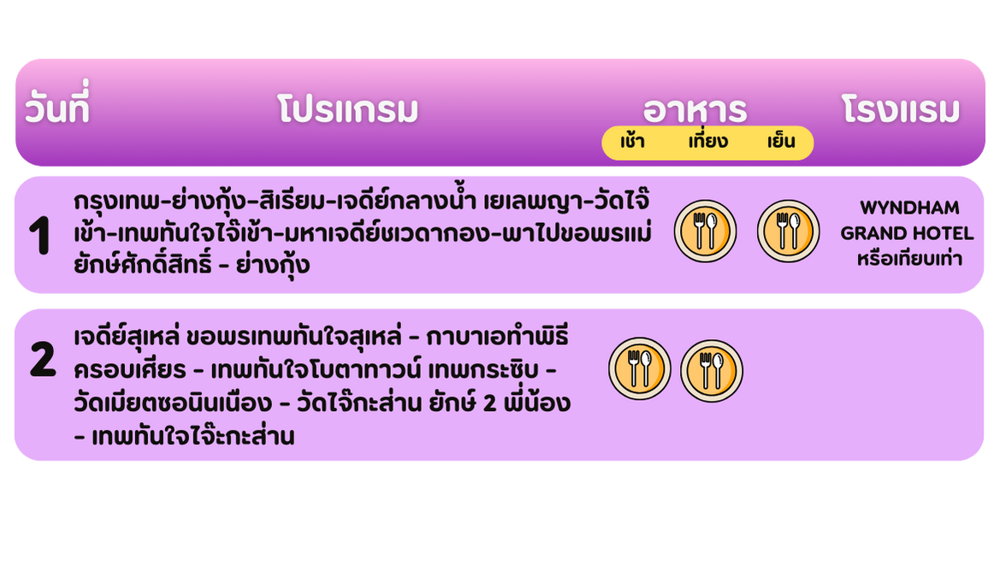 วันที่ โปรแกรม อาหาร โรงแรม
เช้า เที่ยง เย็น
1
กรุงเทพ-ย่างกุ้ง-สิเรียม-เจดีย์กลางน้ำ เยเลพญา-วัดไจ๊
เข้า-เทพทันใจไจ๊เข้า-มหาเจดีย์ชเวดากอง-พาไปขอพรแม่
ยักษ์ศักดิ์สิทธิ์ - ย่างกุ้ง
WYNDHAM
GRAND HOTEL
หรือเทียบเท่า
2
เจดีย์สุเหล่ ขอพรเทพทันใจสุเหล่ - กาบาเอทำพิธี
ครอบเศียร - เทพทันใจโบตาทาวน์ เทพกระซิบ -
วัดเมียตซอนินเนือง - วัดไจ๊กะส่าน ยักษ์ 2 พี่น้อง
- เทพทันใจไจ๊ะกะส่าน